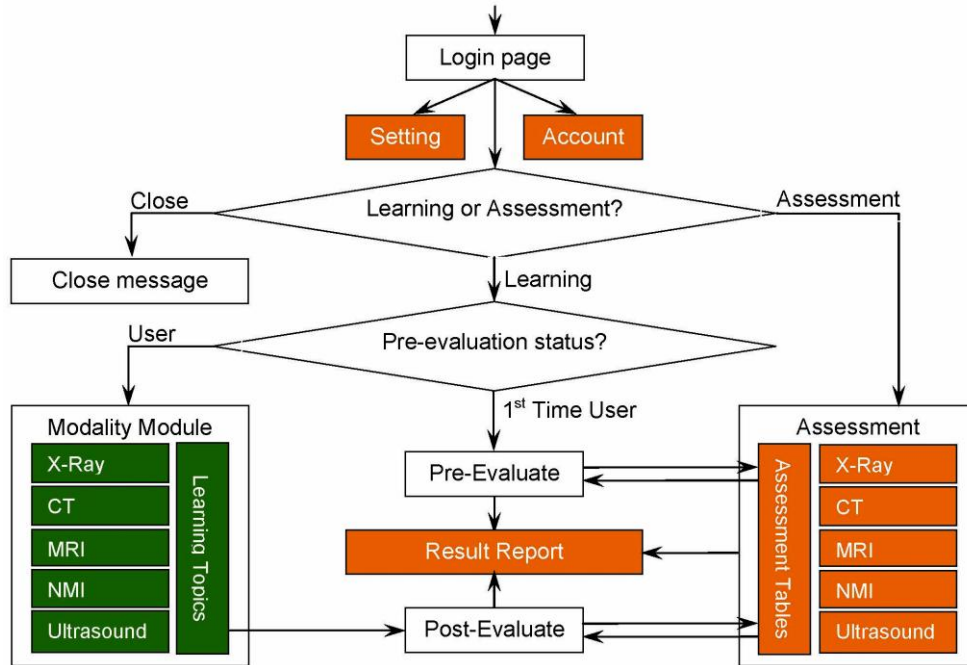 Login page
Setting
Account
Close
Learning or Assessment?
Assessment
Close message
Learning
User
Pre-evaluation status?
1st Time User
Modality Module
X-Ray
CT
MRI
NMI
Ultrasound
Learning Topics
Pre-Evaluate
Result Report
Post-Evaluate
Assessment
Assessment Tables
X-Ray
CT
MRI
NMI
Ultrasound